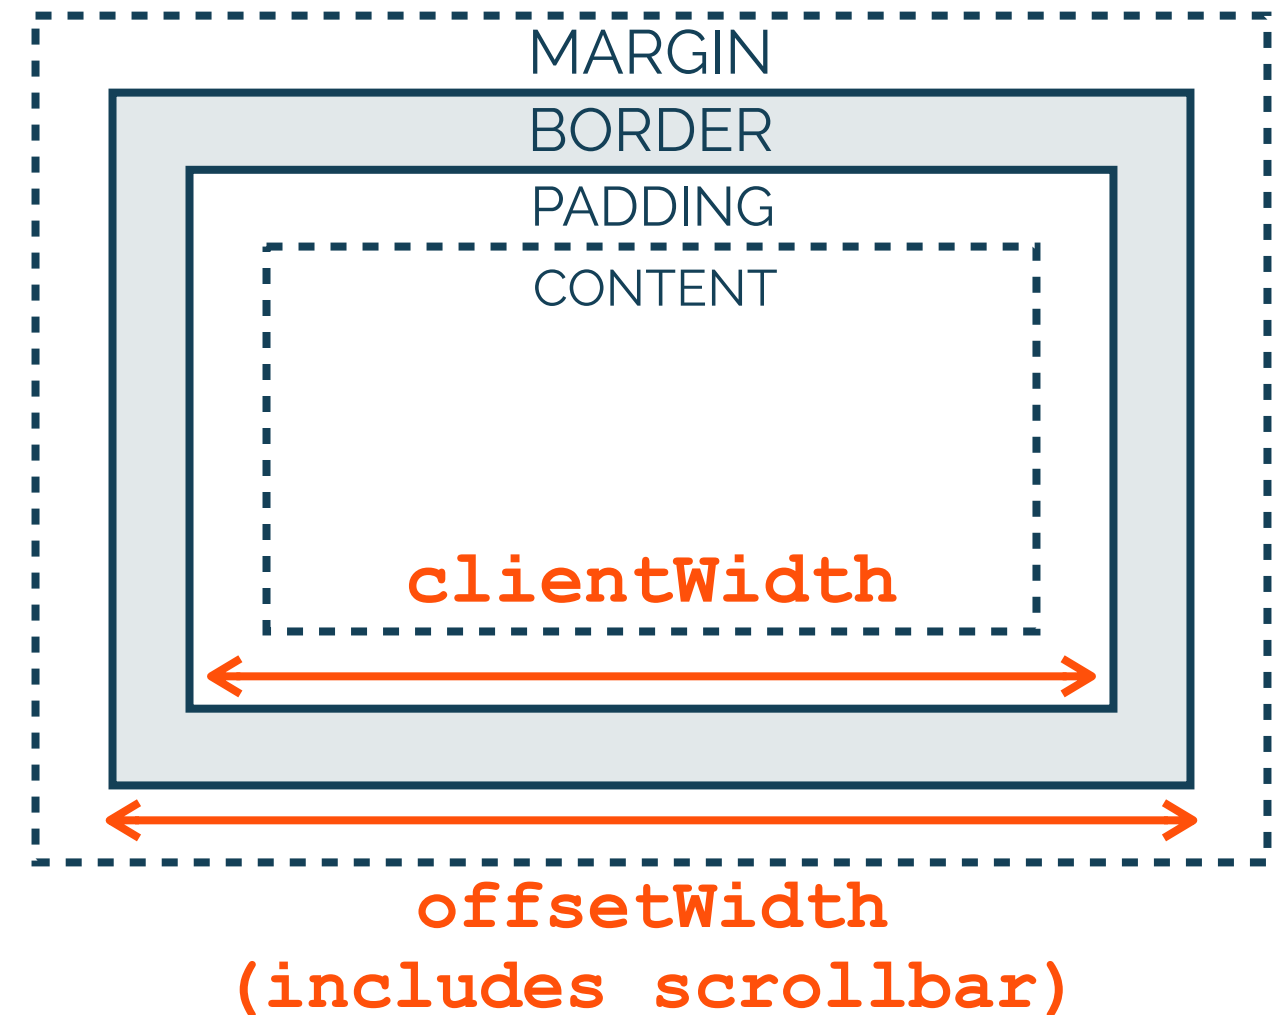 MARGIN
BORDER
PADDING
CONTENT
clientWidth
offsetWidth
(includes scrollbar)